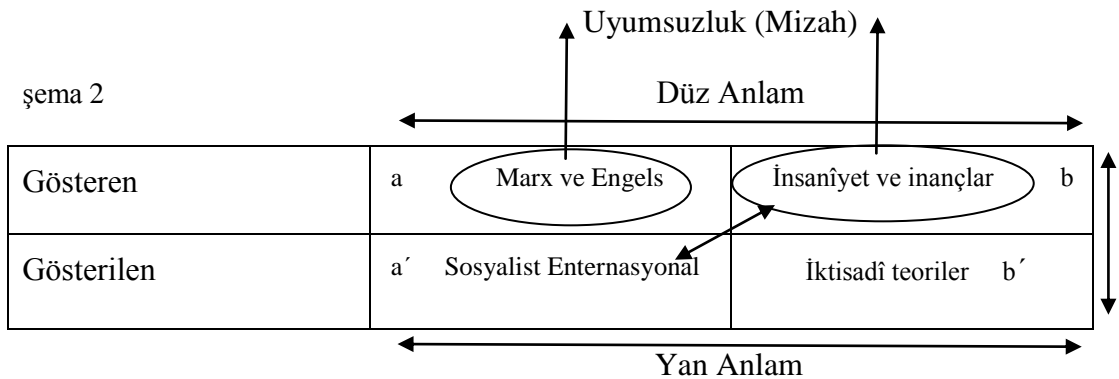 Uyumsuzluk (Mizah)
şema 2
Düz Anlam
Gösteren a Marx ve Engels İnsanîyet ve inançlar b
Gösterilen a´ Sosyalist Enternasyonal İktisadî teoriler b´
Yan Anlam